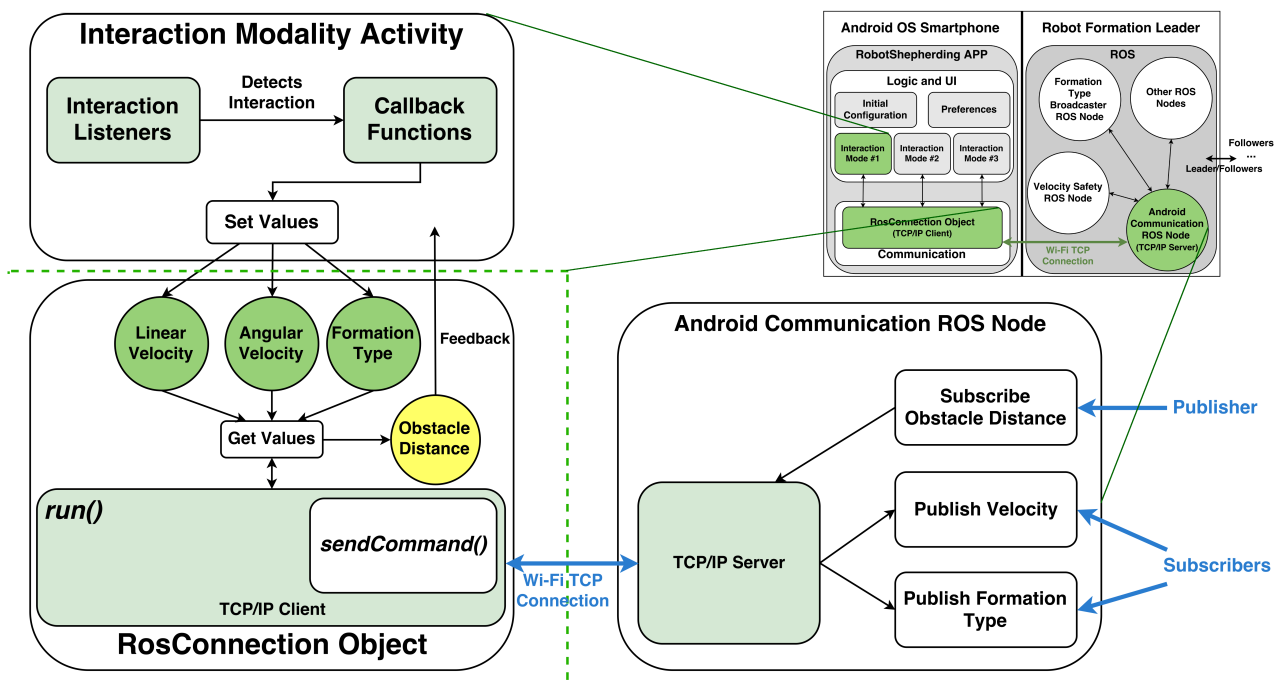 Interaction Modality Activity
Interaction
Listeners
Detects
Interaction
Callback
Functions
Set Values
Linear
Velocity
Angular
Velocity
Formation
Type
Feedback
Get Values
Obstacle
Distance
run()
sendCommand()
TCP/IP Client
RosConnection Object
Wi-Fi TCP
Connection
Android OS Smartphone
RobotShepherding APP
Logic and UI
Initial
Configuration
Preferences
Interaction
Mode #1
Interaction
Mode #2
Interaction
Mode #3
RosConnection Object
(TCP/IP Client)
Communication
Wi-Fi TCP
Connection
Robot Formation Leader
ROS
Formation
Type
Broadcaster
ROS Node
Other ROS
Nodes
Velocity Safety
ROS Node
Android
Communication
ROS Node
(TCP/IP Server)
Followers
...
Leader/Followers
Android Communication ROS Node
Subscribe
Obstacle Distance
Publisher
Publish Velocity
TCP/IP Server
Subscribers
Publish Formation
Type